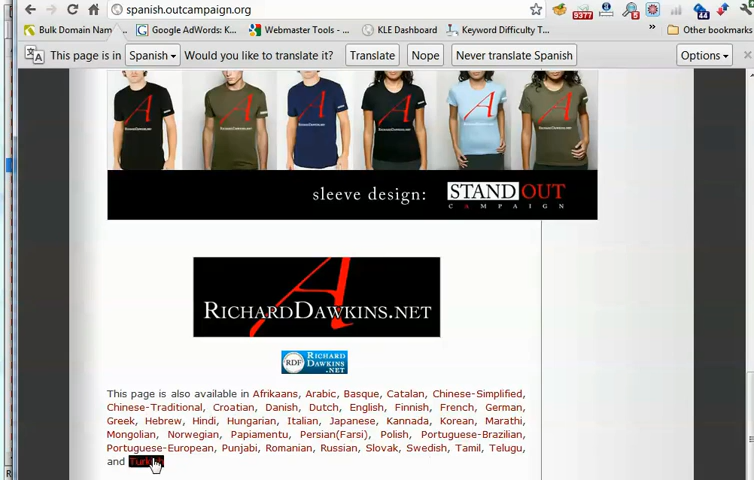 spanish.outcampaign.org
9377
44
Bulk Domain Nam... Google AdWords: K... Webmaster Tools - ... KLE Dashboard Keyword Difficulty T... » Other bookmarks
This page is in Spanish Would you like to translate it? Translate Nope Never translate Spanish Options
sleeve design: STAND OUT
CAMPAIGN
RICHARDDAWKINS.NET
RDF RICHARD
DAWKINS
.NET
This page is also available in Afrikaans, Arabic, Basque, Catalan, Chinese-Simplified,
Chinese-Traditional, Croatian, Danish, Dutch, English, Finnish, French, German,
Greek, Hebrew, Hindi, Hungarian, Italian, Japanese, Kannada, Korean, Marathi,
Mongolian, Norwegian, Papiamentu, Persian(Farsi), Polish, Portuguese-Brazilian,
Portuguese-European, Punjabi, Romanian, Russian, Slovak, Swedish, Tamil, Telugu,
and Turkish